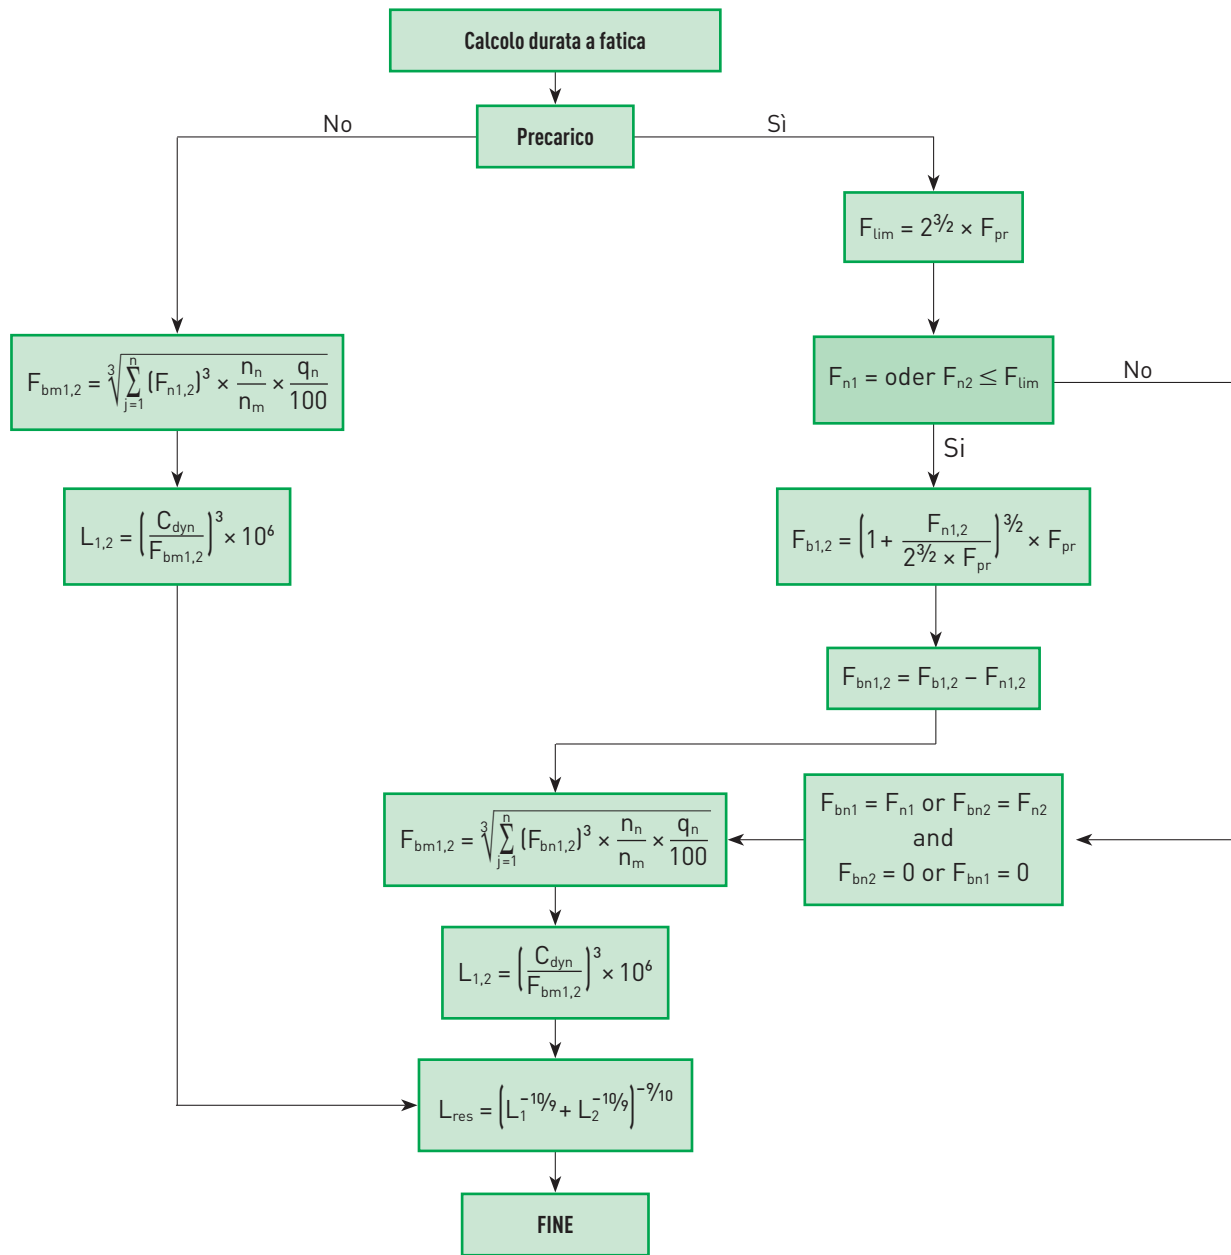 Calcolo durata a fatica
Precarico
No
Sì
F_lim = 2^3⁄2 × F_pr
F_bm1,2 = ∛(∑_{j=1}^{n} (F_n1,2)³ × n_n/n_m × q_n/100)
F_n1 = oder F_n2 ≤ F_lim
No
Si
L_1,2 = (C_dyn/F_bm1,2)³ × 10⁶
F_b1,2 = (1 + F_n1,2/(2^3⁄2 × F_pr))^3⁄2 × F_pr
F_bn1,2 = F_b1,2 − F_n1,2
F_bm1,2 = ∛(∑_{j=1}^{n} (F_bn1,2)³ × n_n/n_m × q_n/100)
F_bn1 = F_n1 or F_bn2 = F_n2
and
F_bn2 = 0 or F_bn1 = 0
L_1,2 = (C_dyn/F_bm1,2)³ × 10⁶
L_res = (L_1^−10⁄9 + L_2^−10⁄9)^−9⁄10
FINE